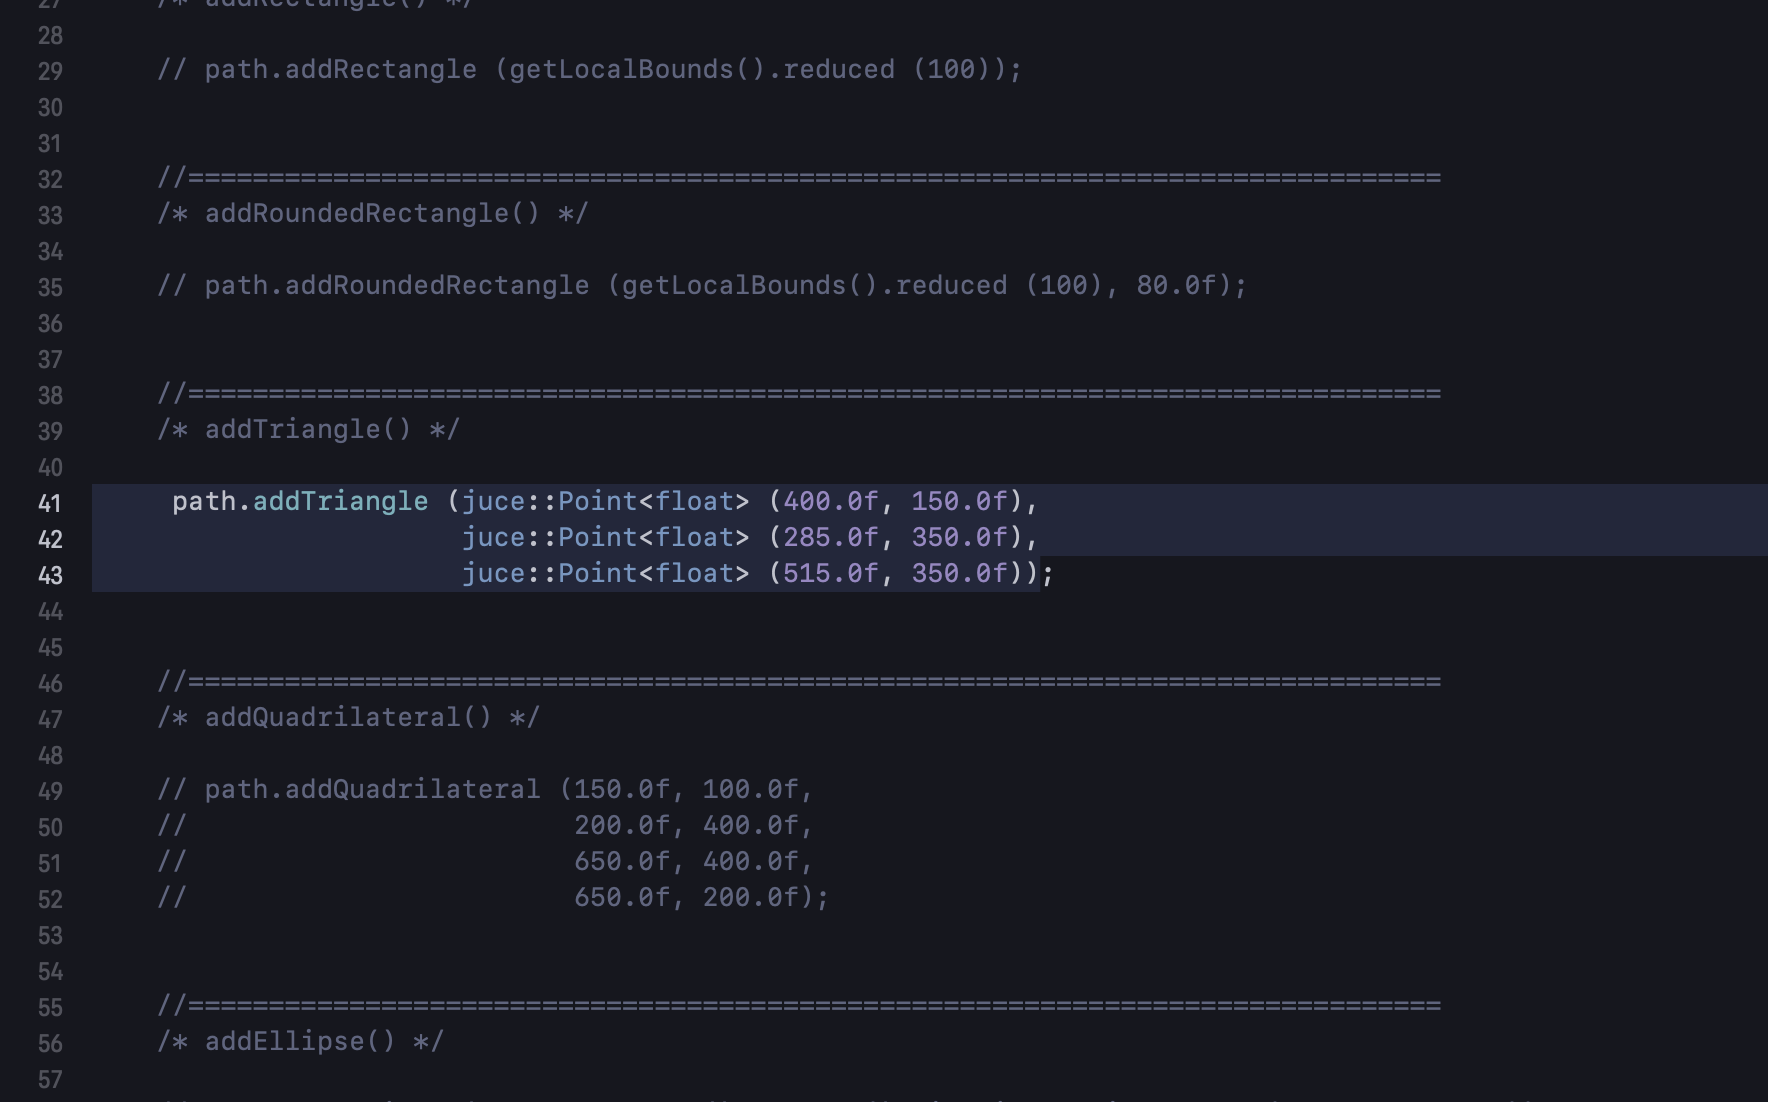 27 /* addRectangle() */
28
29 // path.addRectangle (getLocalBounds().reduced (100));
30
31
32 //==============================================================================
33 /* addRoundedRectangle() */
34
35 // path.addRoundedRectangle (getLocalBounds().reduced (100), 80.0f);
36
37
38 //==============================================================================
39 /* addTriangle() */
40
41 path.addTriangle (juce::Point<float> (400.0f, 150.0f),
42 juce::Point<float> (285.0f, 350.0f),
43 juce::Point<float> (515.0f, 350.0f));
44
45
46 //==============================================================================
47 /* addQuadrilateral() */
48
49 // path.addQuadrilateral (150.0f, 100.0f,
50 // 200.0f, 400.0f,
51 // 650.0f, 400.0f,
52 // 650.0f, 200.0f);
53
54
55 //==============================================================================
56 /* addEllipse() */
57